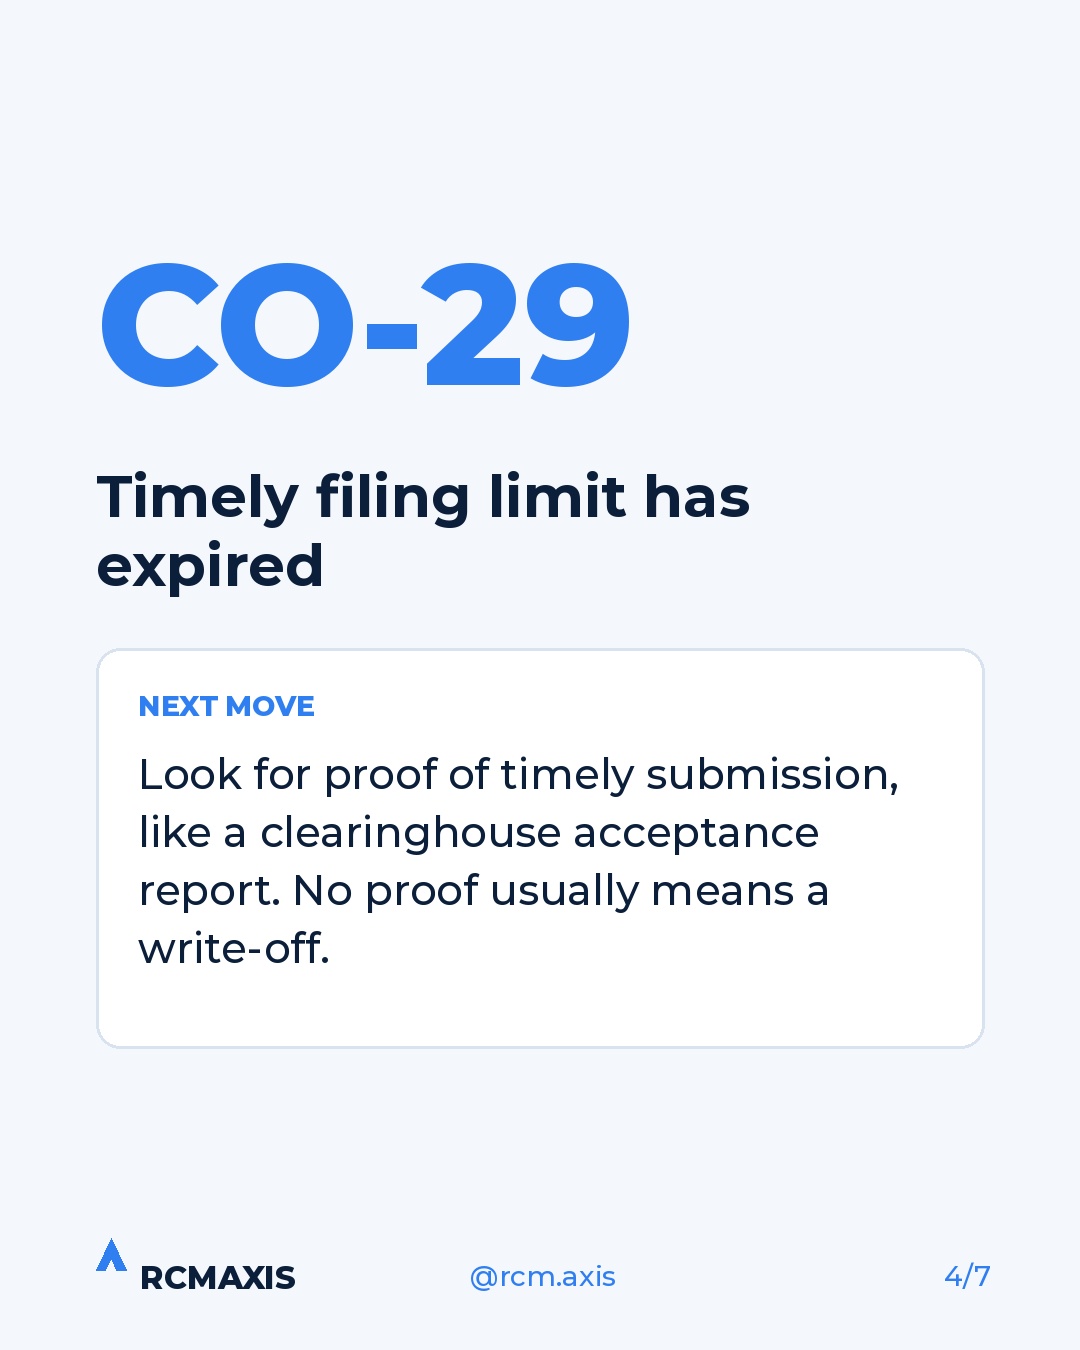 CO-29
Timely filing limit has
expired
NEXT MOVE
Look for proof of timely submission,
like a clearinghouse acceptance
report. No proof usually means a
write-off.
RCMAXIS
@rcm.axis
4/7